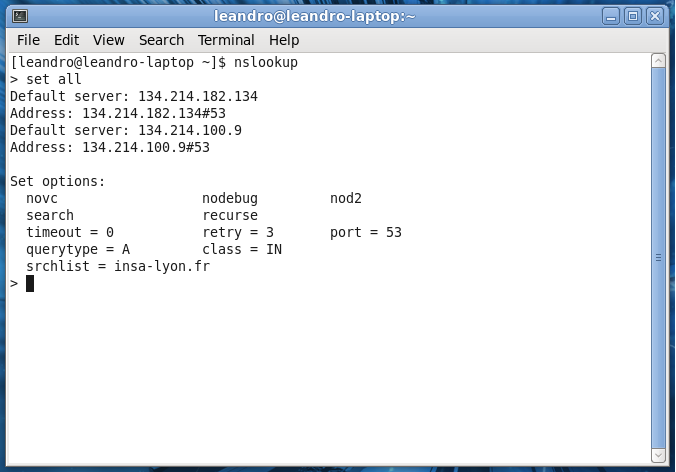 leandro@leandro-laptop:~
File Edit View Search Terminal Help
[leandro@leandro-laptop ~]$ nslookup
> set all
Default server: 134.214.182.134
Address: 134.214.182.134#53
Default server: 134.214.100.9
Address: 134.214.100.9#53
Set options:
novc nodebug nod2
search recurse
timeout = 0 retry = 3 port = 53
querytype = A class = IN
srchlist = insa-lyon.fr
>